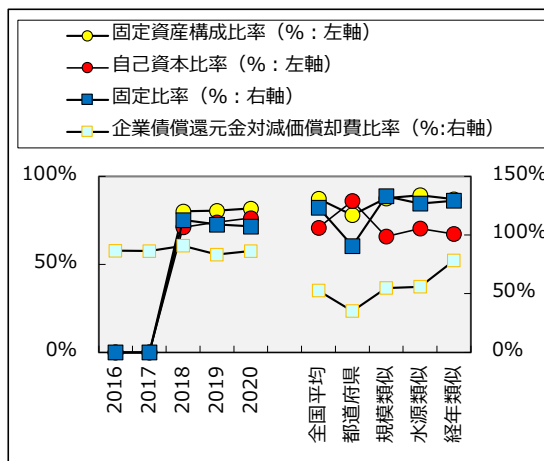 固定資産構成比率（%：左軸）
自己資本比率（%：左軸）
固定比率（%：右軸）
企業債償還元金対減価償却費比率（%:右軸）
100%
50%
0%
150%
100%
50%
0%
2016
2017
2018
2019
2020
全国平均
都道府県
規模類似
水源類似
経年類似